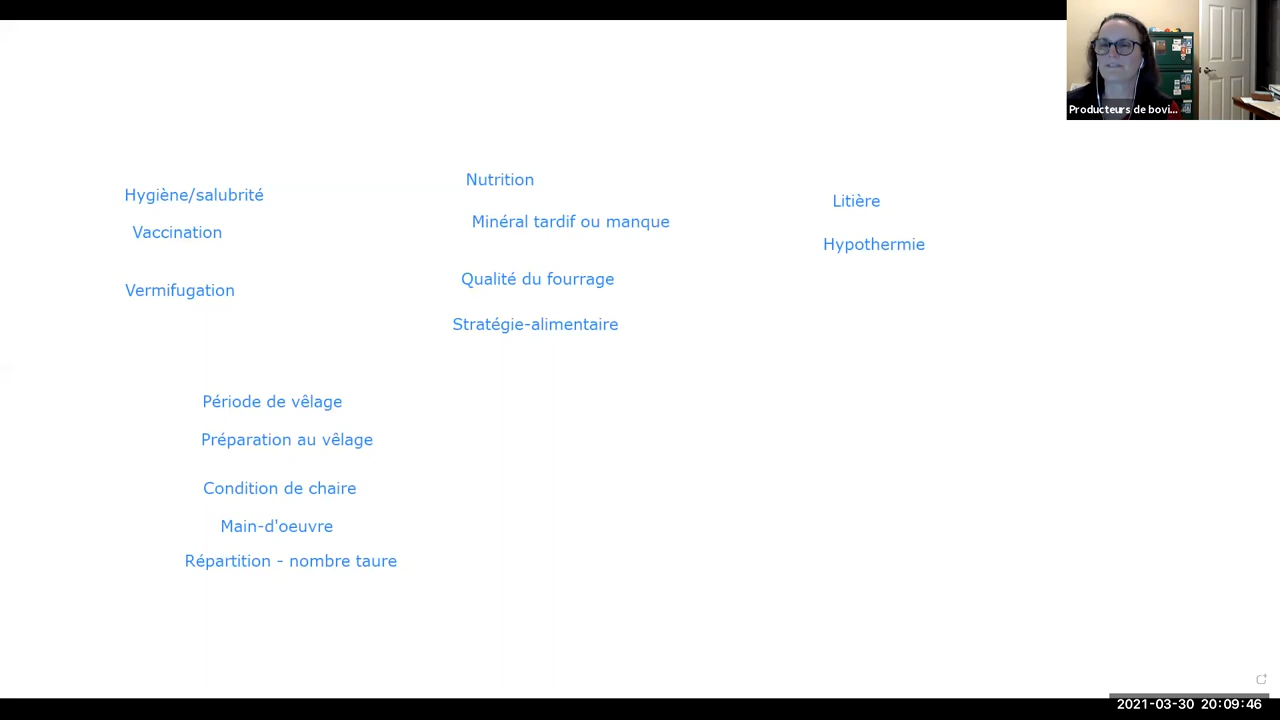 Producteurs de bovi...
Hygiène/salubrité
Vaccination
Vermifugation
Nutrition
Minéral tardif ou manque
Qualité du fourrage
Stratégie-alimentaire
Litière
Hypothermie
Période de vêlage
Préparation au vêlage
Condition de chaire
Main-d'oeuvre
Répartition - nombre taure
2021-03-30 20:09:46